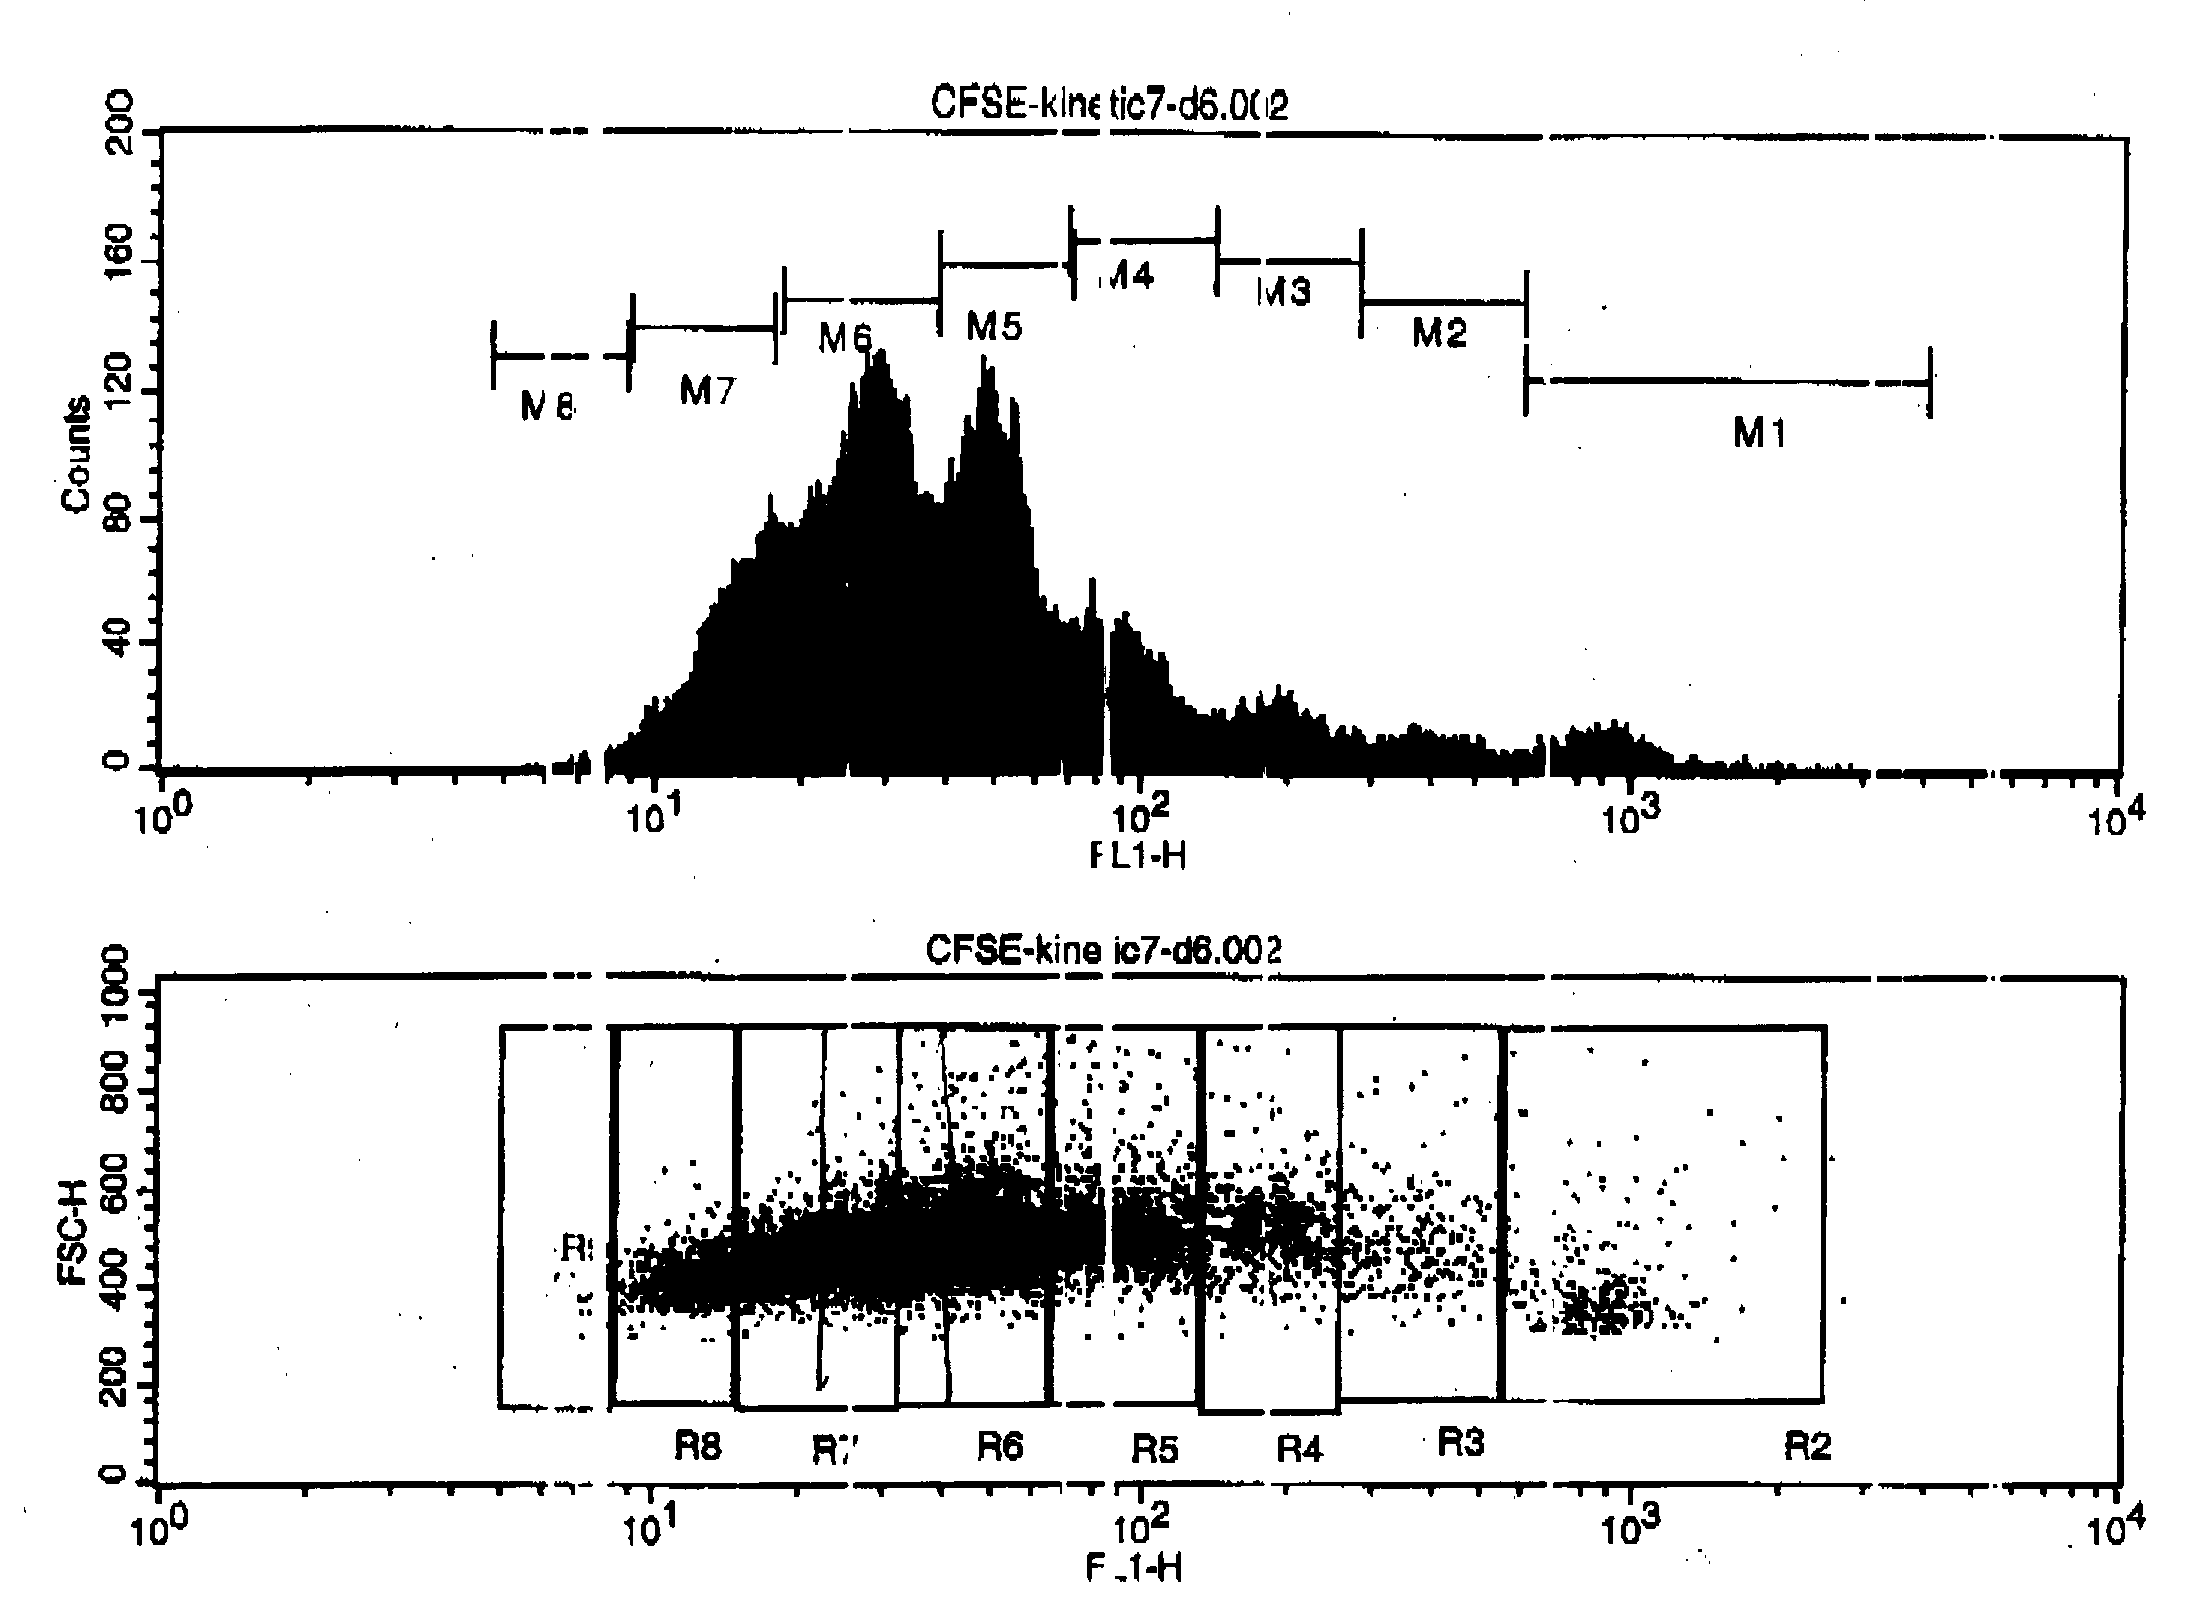 CFSE-kinetic7-d6.002
200
160
120
80
40
0
Counts
M8
M7
M6
M5
M4
M3
M2
M1
10^0 10^1 10^2 10^3 10^4
FL1-H
CFSE-kine ic7-d6.002
1000
800
600
400
200
0
FSC-H
R8 R7 R6 R5 R4 R3 R2
10^0 10^1 10^2 10^3 10^4
FL1-H